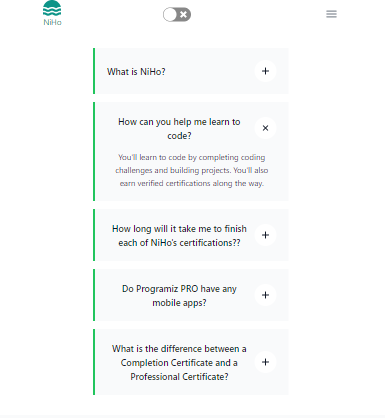 NiHo
What is NiHo?
How can you help me learn to
code?
You'll learn to code by completing coding
challenges and building projects. You'll also
earn verified certifications along the way.
How long will it take me to finish
each of NiHo's certifications??
Do Programiz PRO have any
mobile apps?
What is the difference between a
Completion Certificate and a
Professional Certificate?